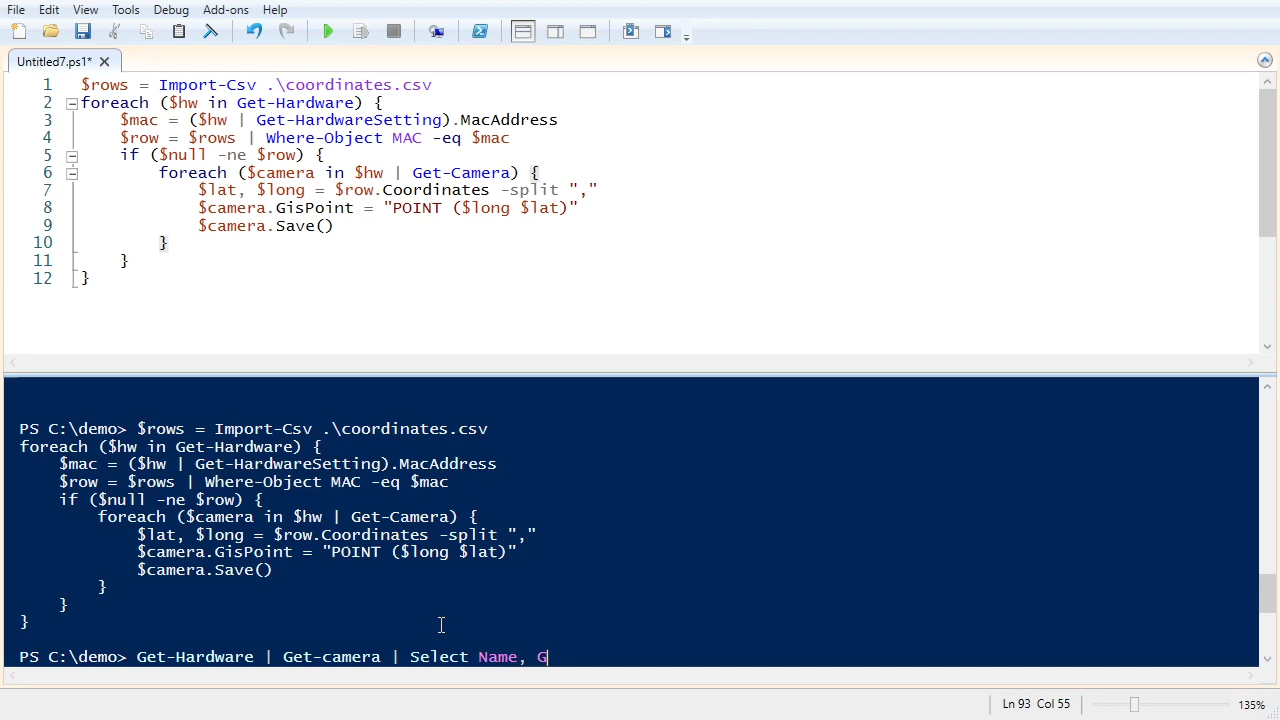 File Edit View Tools Debug Add-ons Help
Untitled7.ps1*
1 $rows = Import-Csv .\coordinates.csv
2 foreach ($hw in Get-Hardware) {
3 $mac = ($hw | Get-HardwareSetting).MacAddress
4 $row = $rows | Where-Object MAC -eq $mac
5 if ($null -ne $row) {
6 foreach ($camera in $hw | Get-Camera) {
7 $lat, $long = $row.Coordinates -split ","
8 $camera.GisPoint = "POINT ($long $lat)"
9 $camera.Save()
10 }
11 }
12 }
PS C:\demo> $rows = Import-Csv .\coordinates.csv
foreach ($hw in Get-Hardware) {
$mac = ($hw | Get-HardwareSetting).MacAddress
$row = $rows | Where-Object MAC -eq $mac
if ($null -ne $row) {
foreach ($camera in $hw | Get-Camera) {
$lat, $long = $row.Coordinates -split ","
$camera.GisPoint = "POINT ($long $lat)"
$camera.Save()
}
}
}
PS C:\demo> Get-Hardware | Get-camera | Select Name, G
Ln 93 Col 55 135%